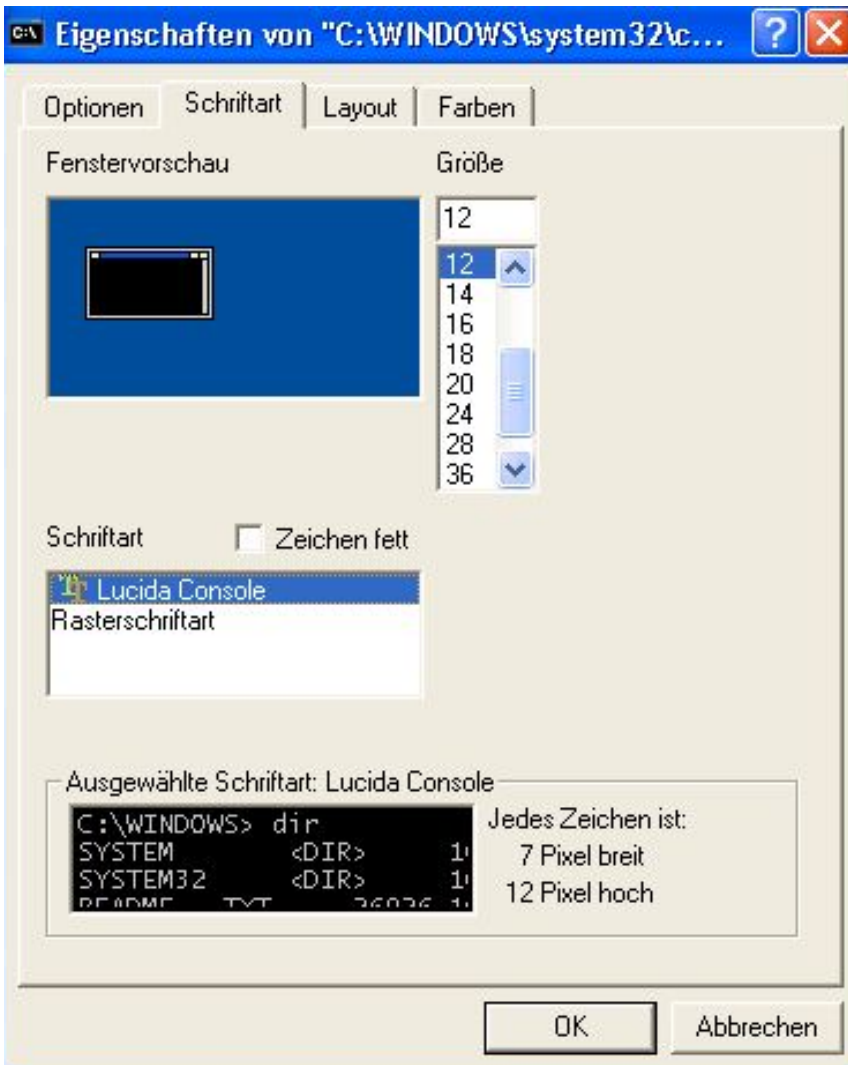 Eigenschaften von "C:\WINDOWS\system32\c...
Optionen Schriftart Layout Farben
Fenstervorschau Größe
12
12
14
16
18
20
24
28
36
Schriftart Zeichen fett
Lucida Console
Rasterschriftart
Ausgewählte Schriftart: Lucida Console
C:\WINDOWS> dir
SYSTEM <DIR>
SYSTEM32 <DIR>
README TXT
Jedes Zeichen ist:
7 Pixel breit
12 Pixel hoch
OK Abbrechen